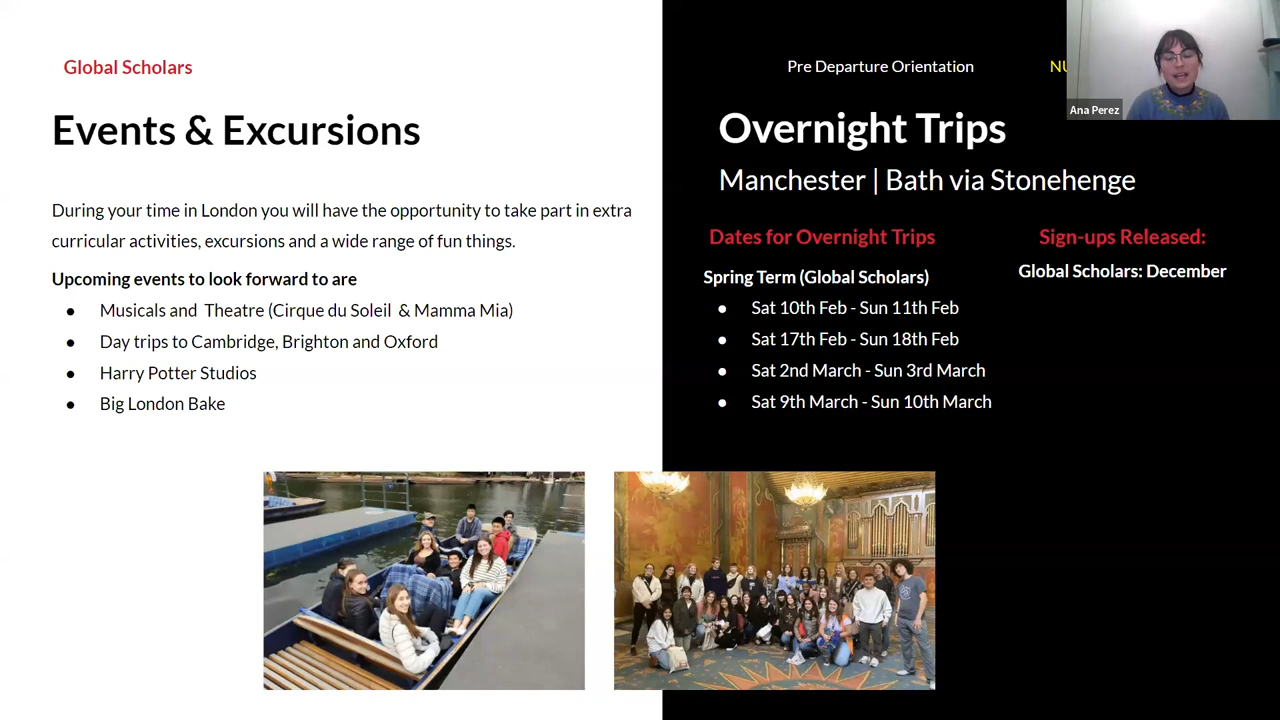 Global Scholars
Events & Excursions
During your time in London you will have the opportunity to take part in extra
curricular activities, excursions and a wide range of fun things.
Upcoming events to look forward to are
● Musicals and Theatre (Cirque du Soleil & Mamma Mia)
● Day trips to Cambridge, Brighton and Oxford
● Harry Potter Studios
● Big London Bake
Pre Departure Orientation
Overnight Trips
Manchester | Bath via Stonehenge
Dates for Overnight Trips
Spring Term (Global Scholars)
● Sat 10th Feb - Sun 11th Feb
● Sat 17th Feb - Sun 18th Feb
● Sat 2nd March - Sun 3rd March
● Sat 9th March - Sun 10th March
Sign-ups Released:
Global Scholars: December
Ana Perez